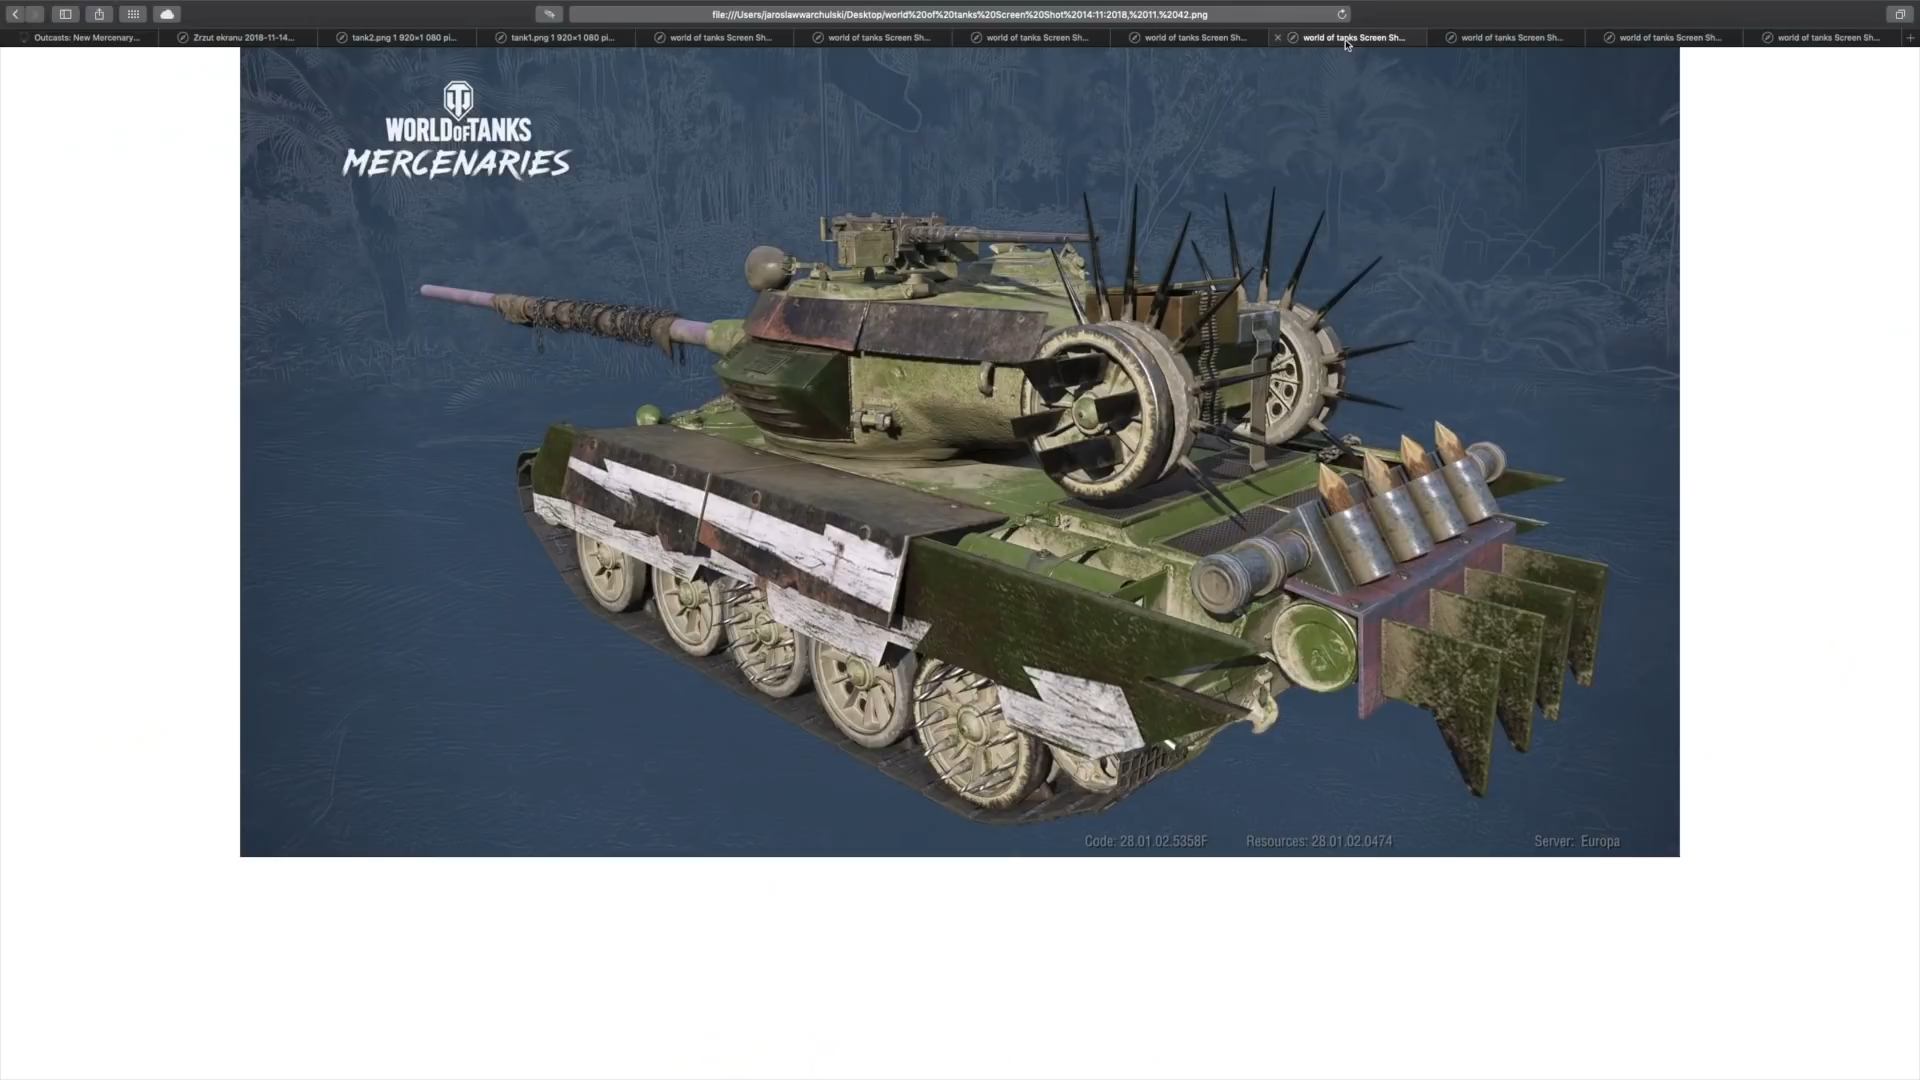 file:///Users/jaroslawwarchulski/Desktop/world%20of%20tanks%20Screen%20Shot%2014:11:2018,%2011.%2042.png
Outcasts: New Mercenary...
Zrzut ekranu 2018-11-14...
tank2.png 1 920×1 080 pi...
tank1.png 1 920×1 080 pi...
world of tanks Screen Sh...
world of tanks Screen Sh...
world of tanks Screen Sh...
world of tanks Screen Sh...
world of tanks Screen Sh...
world of tanks Screen Sh...
world of tanks Screen Sh...
world of tanks Screen Sh...
WORLD OF TANKS
MERCENARIES
Code: 28.01.02.5358F Resources: 28.01.02.0474 Server: Europa